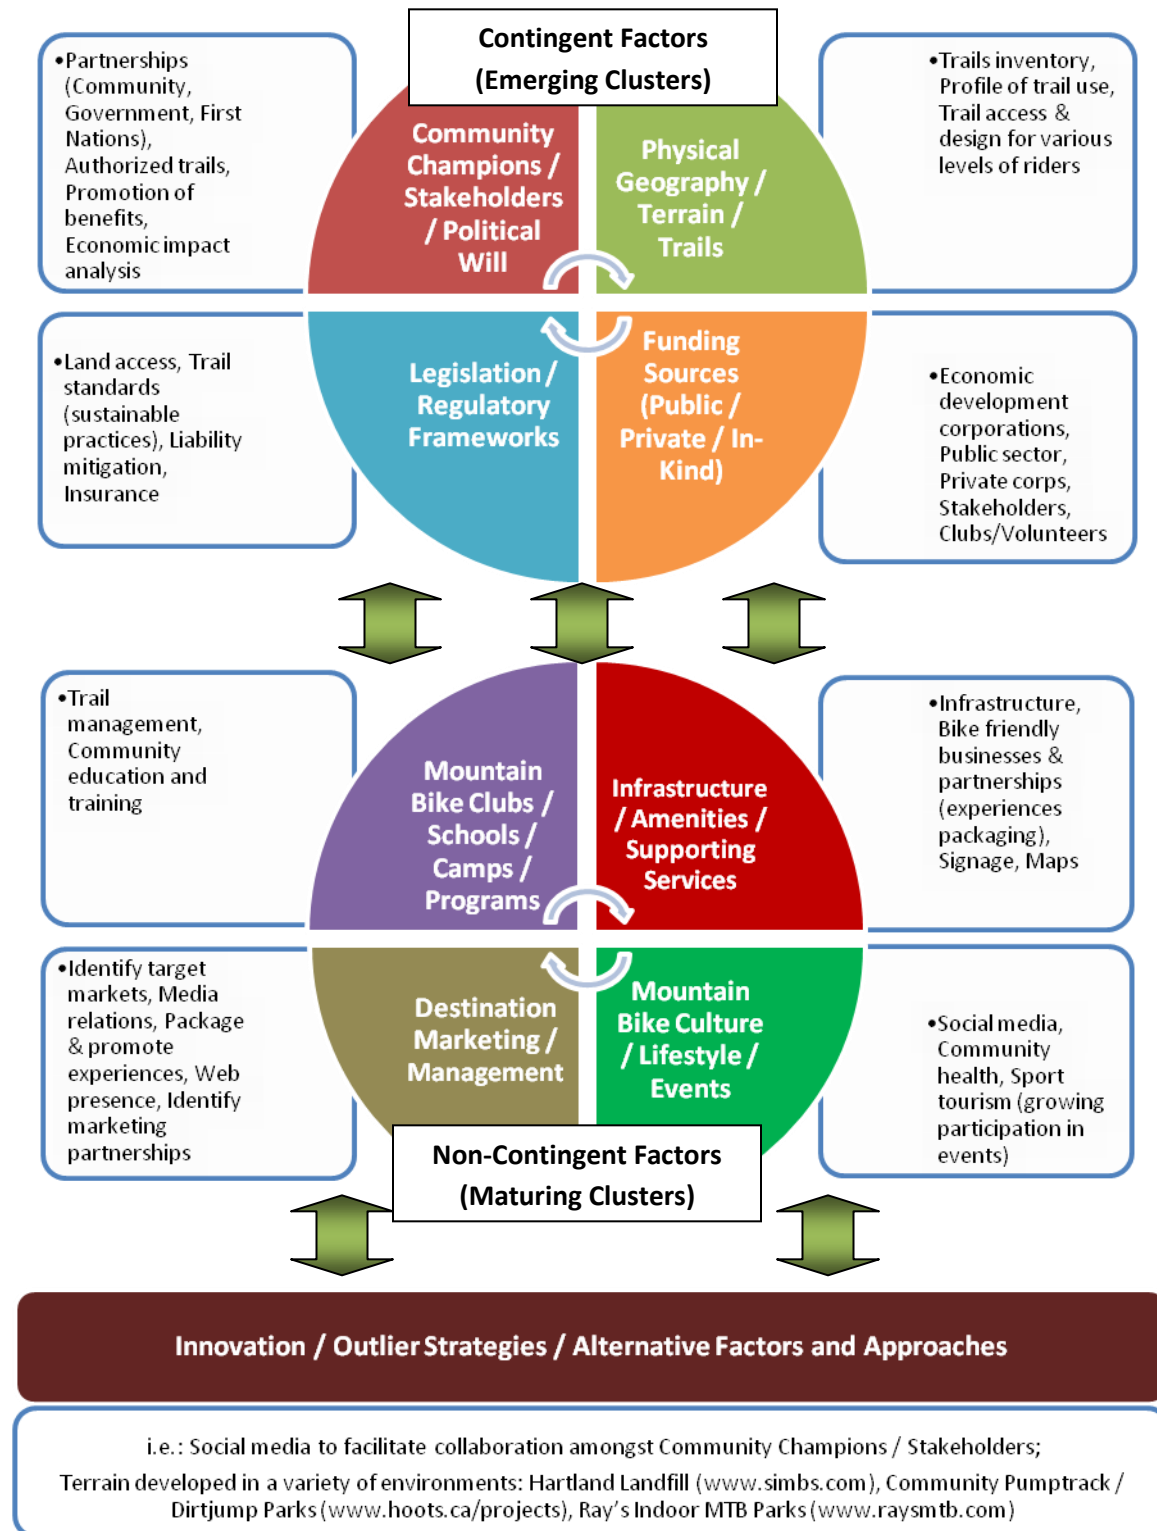 Contingent Factors
(Emerging Clusters)
•Partnerships
(Community,
Government, First
Nations),
Authorized trails,
Promotion of
benefits,
Economic impact
analysis
Community
Champions /
Stakeholders
/ Political
Will
Physical
Geography /
Terrain /
Trails
•Trails inventory,
Profile of trail use,
Trail access &
design for various
levels of riders
•Land access, Trail
standards
(sustainable
practices), Liability
mitigation,
Insurance
Legislation /
Regulatory
Frameworks
Funding
Sources
(Public /
Private / In-
Kind)
•Economic
development
corporations,
Public sector,
Private corps,
Stakeholders,
Clubs/Volunteers
•Trail
management,
Community
education and
training
Mountain
Bike Clubs /
Schools /
Camps /
Programs
Infrastructure
/ Amenities /
Supporting
Services
•Infrastructure,
Bike friendly
businesses &
partnerships
(experiences
packaging),
Signage, Maps
•Identify target
markets, Media
relations, Package
& promote
experiences, Web
presence, Identify
marketing
partnerships
Destination
Marketing /
Management
Mountain
Bike Culture
/ Lifestyle /
Events
•Social media,
Community
health, Sport
tourism (growing
participation in
events)
Non-Contingent Factors
(Maturing Clusters)
Innovation / Outlier Strategies / Alternative Factors and Approaches
i.e.: Social media to facilitate collaboration amongst Community Champions / Stakeholders;
Terrain developed in a variety of environments: Hartland Landfill (www.simbs.com), Community Pumptrack /
Dirtjump Parks (www.hoots.ca/projects), Ray's Indoor MTB Parks (www.raysmtb.com)